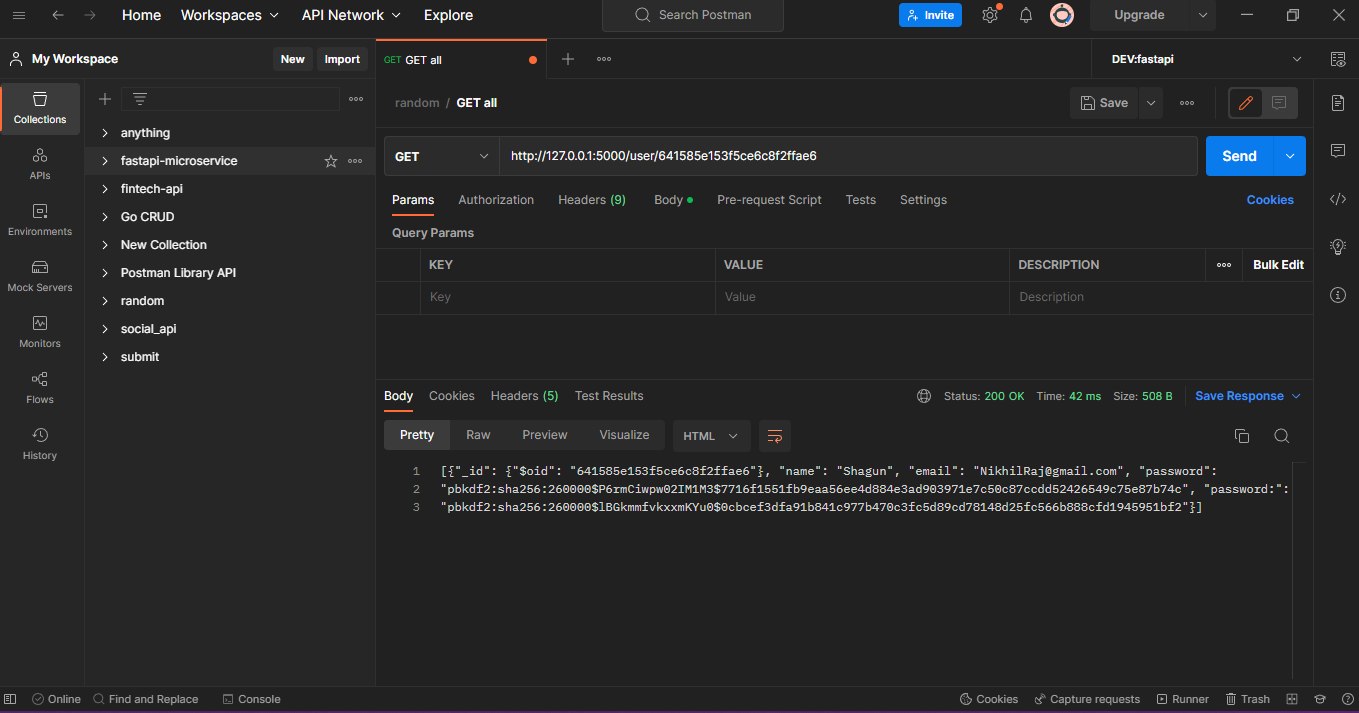 Home Workspaces API Network Explore Search Postman Invite Upgrade
My Workspace New Import GET GET all DEV:fastapi
random / GET all Save
Collections
APIs
Environments
Mock Servers
Monitors
Flows
History
anything
fastapi-microservice
fintech-api
Go CRUD
New Collection
Postman Library API
random
social_api
submit
GET http://127.0.0.1:5000/user/641585e153f5ce6c8f2ffae6 Send
Params Authorization Headers (9) Body Pre-request Script Tests Settings Cookies
Query Params
KEY VALUE DESCRIPTION Bulk Edit
Key Value Description
Body Cookies Headers (5) Test Results Status: 200 OK Time: 42 ms Size: 508 B Save Response
Pretty Raw Preview Visualize HTML
1 [{"_id": {"$oid": "641585e153f5ce6c8f2ffae6"}, "name": "Shagun", "email": "NikhilRaj@gmail.com", "password":
2 "pbkdf2:sha256:260000$P6rmCiwpw02IM1M3$7716f1551fb9eaa56ee4d884e3ad903971e7c50c87ccdd52426549c75e87b74c", "password:":
3 "pbkdf2:sha256:260000$lBGkmmfvkxxmKYu0$0cbcef3dfa91b841c977b470c3fc5d89cd78148d25fc566b888cfd1945951bf2"}]
Online Find and Replace Console Cookies Capture requests Runner Trash